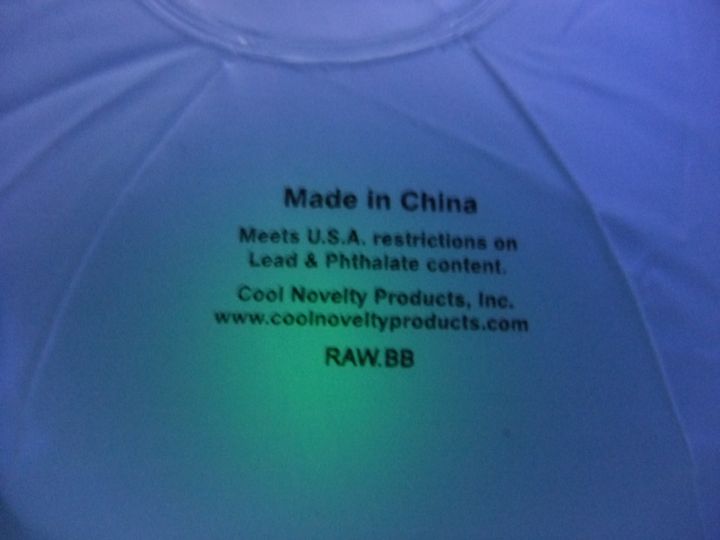 Made in China
Meets U.S.A. restrictions on
Lead & Phthalate content.
Cool Novelty Products, Inc.
www.coolnoveltyproducts.com
RAW.BB